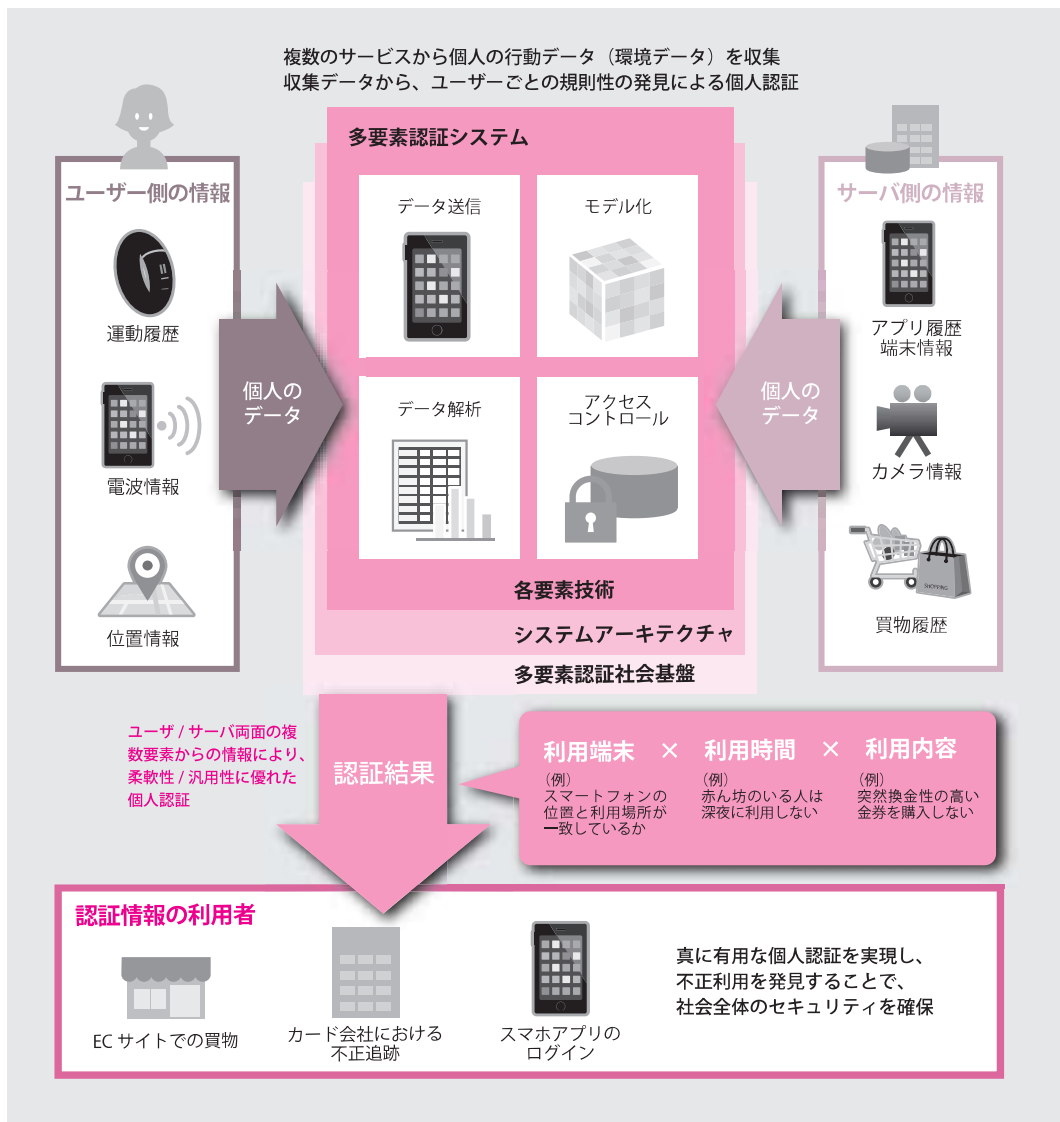 複数のサービスから個人の行動データ（環境データ）を収集
収集データから、ユーザーごとの規則性の発見による個人認証
ユーザー側の情報
運動履歴
電波情報
位置情報
個人の
データ
多要素認証システム
データ送信
モデル化
データ解析
アクセス
コントロール
各要素技術
システムアーキテクチャ
多要素認証社会基盤
個人の
データ
サーバ側の情報
アプリ履歴
端末情報
カメラ情報
SHOPPING
買物履歴
ユーザ / サーバ両面の複
数要素からの情報により、
柔軟性 / 汎用性に優れた
個人認証
認証結果
利用端末 × 利用時間 × 利用内容
（例）
スマートフォンの
位置と利用場所が
一致しているか
（例）
赤ん坊のいる人は
深夜に利用しない
（例）
突然換金性の高い
金券を購入しない
認証情報の利用者
EC サイトでの買物
カード会社における
不正追跡
スマホアプリの
ログイン
真に有用な個人認証を実現し、
不正利用を発見することで、
社会全体のセキュリティを確保